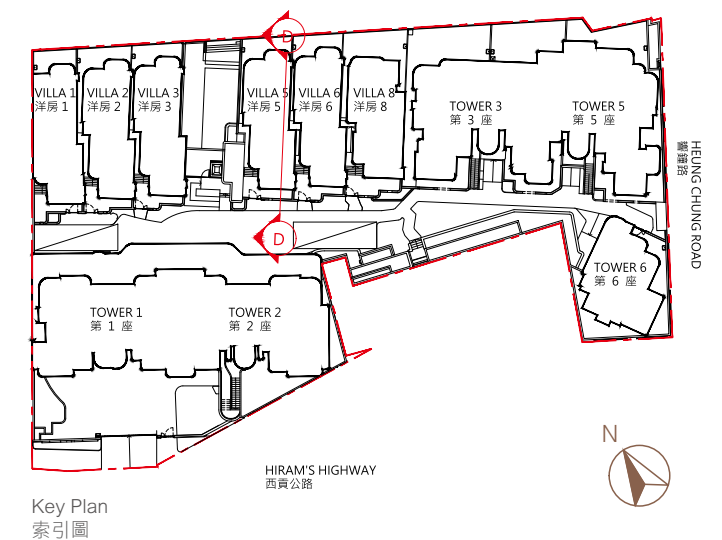 D
VILLA 1
洋房 1
VILLA 2
洋房 2
VILLA 3
洋房 3
VILLA 5
洋房 5
VILLA 6
洋房 6
VILLA 8
洋房 8
TOWER 3
第 3 座
TOWER 5
第 5 座
HEUNG CHUNG ROAD
響鐘路
D
TOWER 6
第 6 座
TOWER 1
第 1 座
TOWER 2
第 2 座
HIRAM'S HIGHWAY
西貢公路
N
Key Plan
索引圖